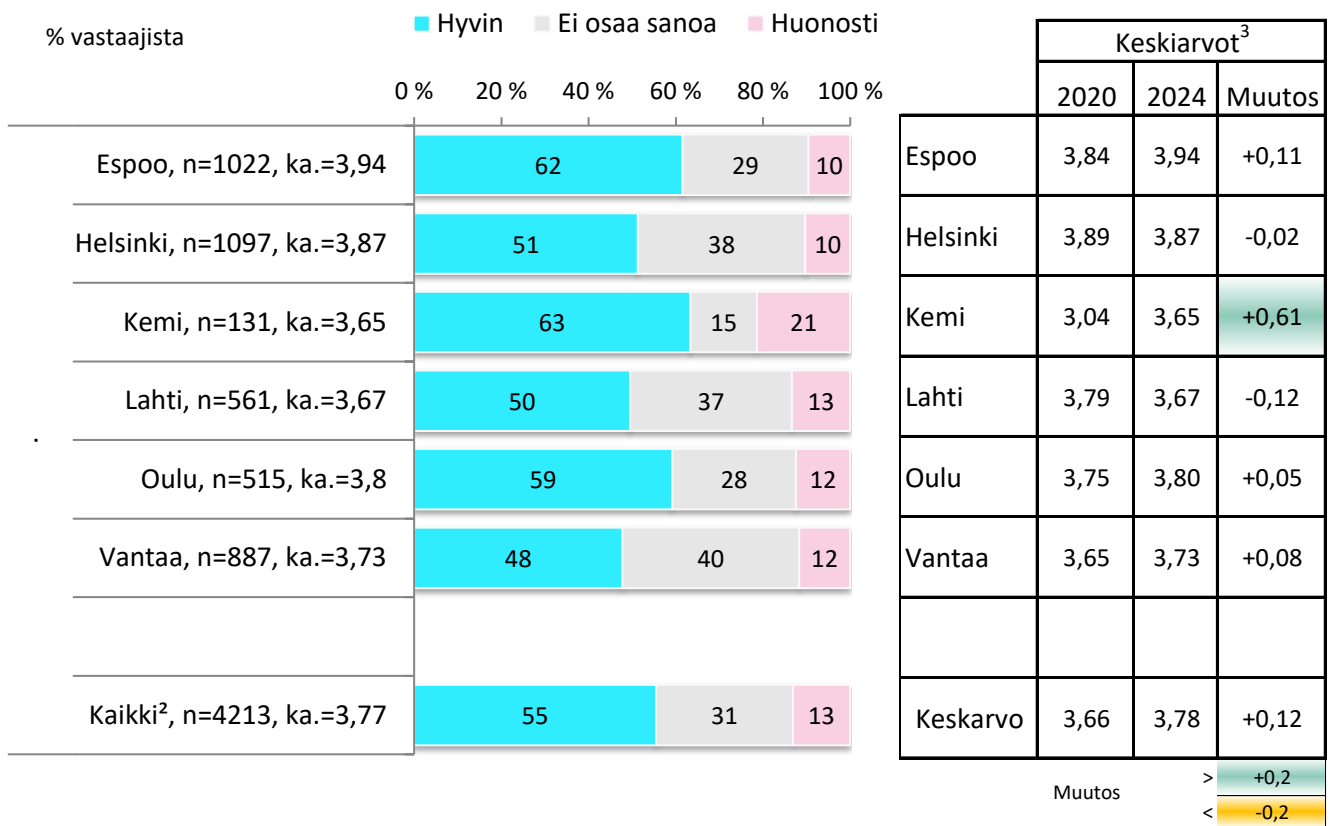 % vastaajista
Hyvin Ei osaa sanoa Huonosti
0 % 20 % 40 % 60 % 80 % 100 %
Espoo, n=1022, ka.=3,94 62 29 10
Helsinki, n=1097, ka.=3,87 51 38 10
Kemi, n=131, ka.=3,65 63 15 21
Lahti, n=561, ka.=3,67 50 37 13
.
Oulu, n=515, ka.=3,8 59 28 12
Vantaa, n=887, ka.=3,73 48 40 12
Kaikki², n=4213, ka.=3,77 55 31 13
Keskiarvot³
2020 2024 Muutos
Espoo 3,84 3,94 +0,11
Helsinki 3,89 3,87 -0,02
Kemi 3,04 3,65 +0,61
Lahti 3,79 3,67 -0,12
Oulu 3,75 3,80 +0,05
Vantaa 3,65 3,73 +0,08
Keskarvo 3,66 3,78 +0,12
Muutos
> +0,2
< -0,2